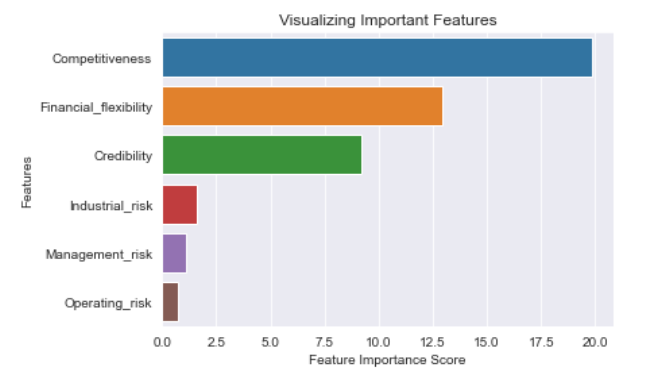 Visualizing Important Features
Competitiveness
Financial_flexibility
Credibility
Industrial_risk
Management_risk
Operating_risk
Features
0.0 2.5 5.0 7.5 10.0 12.5 15.0 17.5 20.0
Feature Importance Score